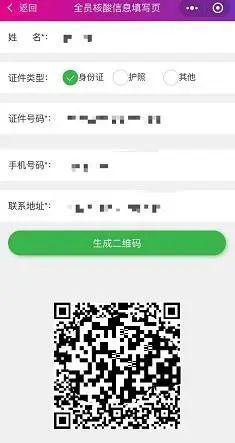 返回 全员核酸信息填写页
姓 名*:
证件类型: 身份证 护照 其他
证件号码*:
手机号码*:
联系地址*:
生成二维码